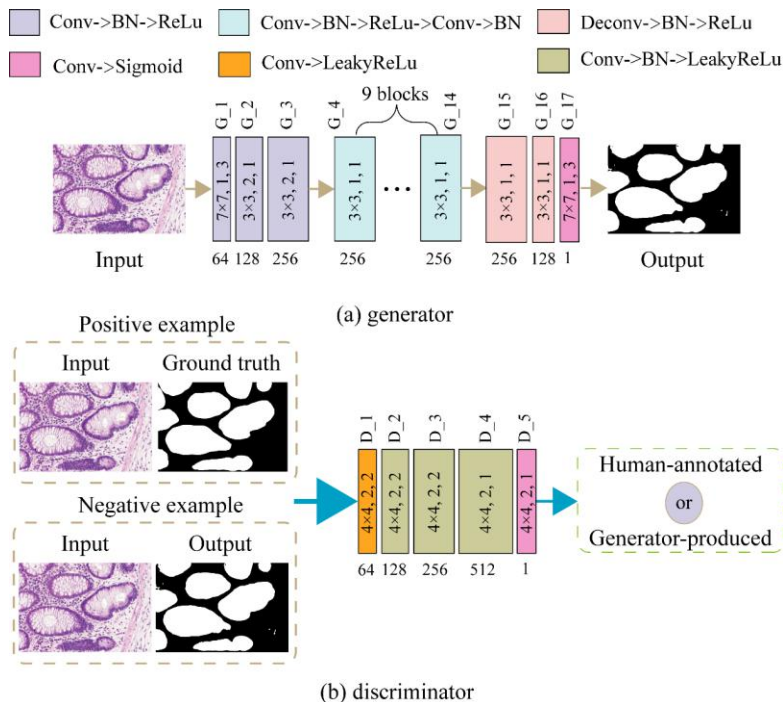 Conv->BN->ReLu
Conv->BN->ReLu->Conv->BN
Deconv->BN->ReLu
Conv->Sigmoid
Conv->LeakyReLu
Conv->BN->LeakyReLu
9 blocks
G_1
G_2
G_3
G_4
G_14
G_15
G_16
G_17
7×7, 1, 3
3×3, 2, 1
3×3, 2, 1
3×3, 1, 1
...
3×3, 1, 1
3×3, 1, 1
3×3, 1, 1
7×7, 1, 3
Input
64
128
256
256
256
256
128
1
Output
(a) generator
Positive example
Input
Ground truth
Negative example
Input
Output
D_1
D_2
D_3
D_4
D_5
4×4, 2, 2
4×4, 2, 2
4×4, 2, 2
4×4, 2, 1
4×4, 2, 1
64
128
256
512
1
Human-annotated
or
Generator-produced
(b) discriminator